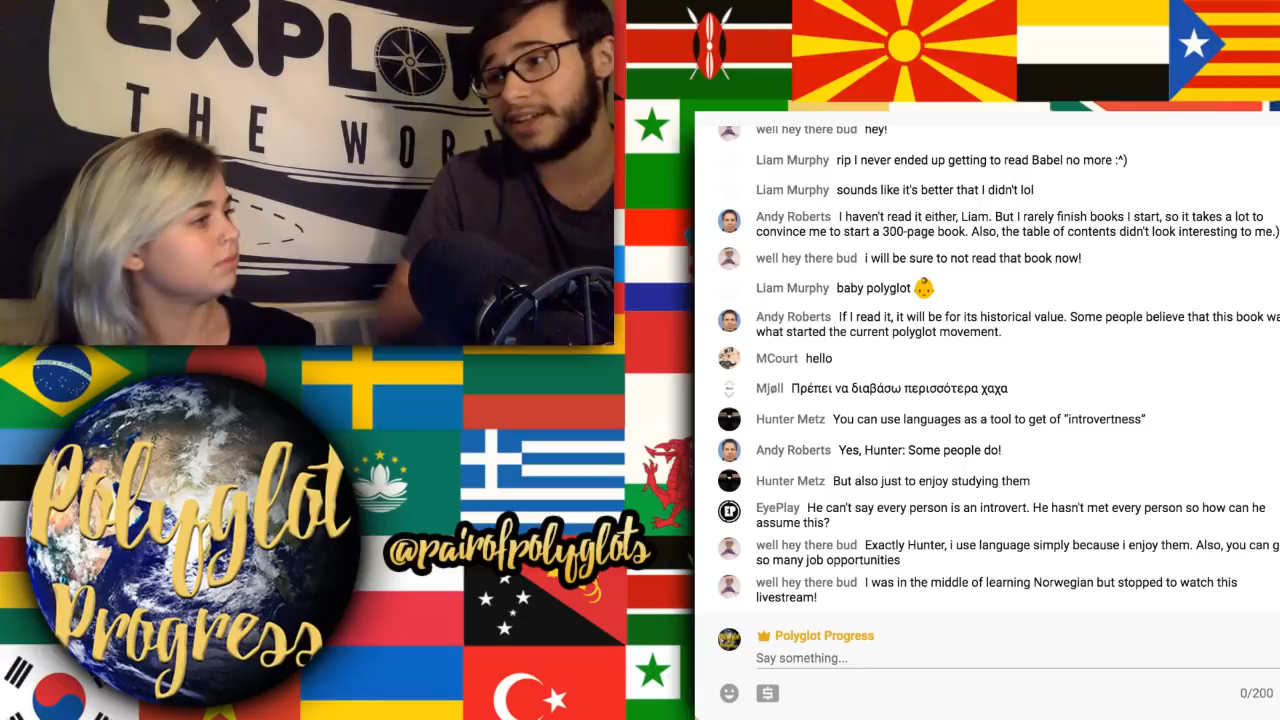 EXPLO
THE WOR
well hey there bud hey!
Liam Murphy rip I never ended up getting to read Babel no more :^)
Liam Murphy sounds like it's better that I didn't lol
Andy Roberts I haven't read it either, Liam. But I rarely finish books I start, so it takes a lot to
convince me to start a 300-page book. Also, the table of contents didn't look interesting to me.)
well hey there bud i will be sure to not read that book now!
Liam Murphy baby polyglot 👶
Andy Roberts If I read it, it will be for its historical value. Some people believe that this book wa
what started the current polyglot movement.
MCourt hello
Mjøll Πρέπει να διαβάσω περισσότερα χαχα
Hunter Metz You can use languages as a tool to get of “introvertness”
Andy Roberts Yes, Hunter: Some people do!
Hunter Metz But also just to enjoy studying them
EP
EyePlay He can't say every person is an introvert. He hasn't met every person so how can he
assume this?
well hey there bud Exactly Hunter, i use language simply because i enjoy them. Also, you can g
so many job opportunities
well hey there bud I was in the middle of learning Norwegian but stopped to watch this
livestream!
Polyglot Progress
Say something...
0/200
Polyglot
Progress
@pairofpolyglots